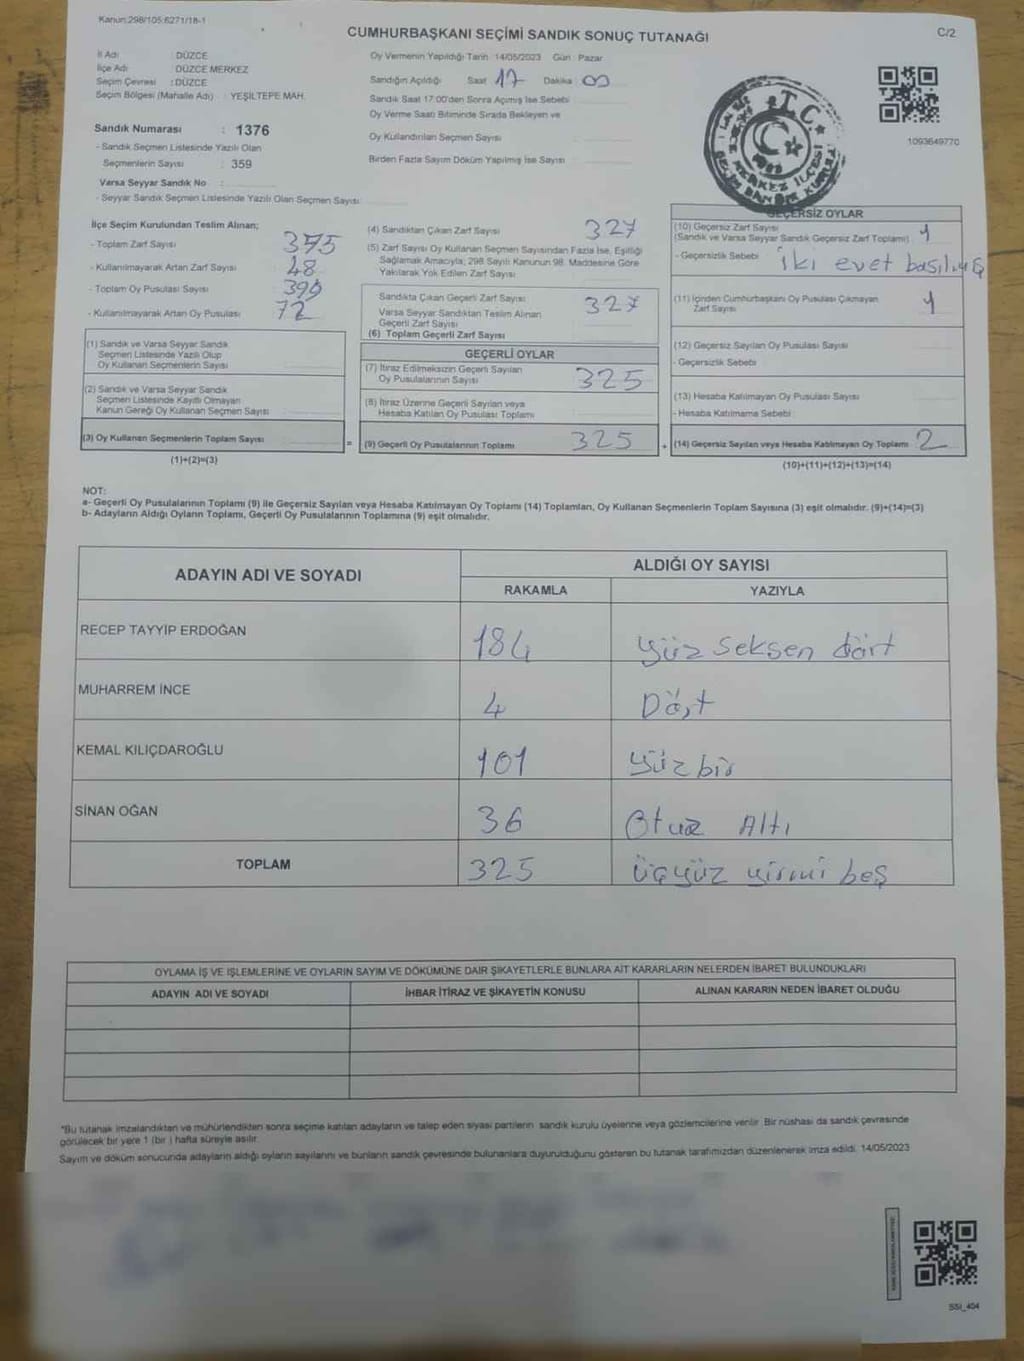 Kanun:298/105:6271/18-1
CUMHURBAŞKANI SEÇİMİ SANDIK SONUÇ TUTANAĞI
C/2
İl Adı : DÜZCE
İlçe Adı : DÜZCE MERKEZ
Seçim Çevresi : DÜZCE
Seçim Bölgesi (Mahalle Adı) : YEŞİLTEPE MAH.
Oy Vermenin Yapıldığı Tarih 14/05/2023 Gün : Pazar
Sandığın Açıldığı Saat 17 Dakika 00
Sandık Saat 17:00'den Sonra Açımış İse Sebebi
Oy Verme Saati Bitiminde Sırada Bekleyen ve
Oy Kullandırılan Seçmen Sayısı
Birden Fazla Sayım Döküm Yapılmış İse Sayısı
T.C.
1093649770
Sandık Numarası : 1376
- Sandık Seçmen Listesinde Yazılı Olan
Seçmenlerin Sayısı : 359
Varsa Seyyar Sandık No :
- Seyyar Sandık Seçmen Listesinde Yazılı Olan Seçmen Sayısı
İlçe Seçim Kurulundan Teslim Alınan;
- Toplam Zarf Sayısı 375
- Kullanılmayarak Artan Zarf Sayısı 48
- Toplam Oy Pusulası Sayısı 399
- Kullanılmayarak Artan Oy Pusulası 72
(1) Sandık ve Varsa Seyyar Sandık
Seçmen Listesinde Yazılı Olup
Oy Kullanan Seçmenlerin Sayısı
(2) Sandık ve Varsa Seyyar Sandık
Seçmen Listesinde Kayıtlı Olmayan
Kanun Gereği Oy Kullanan Seçmen Sayısı
(3) Oy Kullanan Seçmenlerin Toplam Sayısı
(1)+(2)=(3)
=
(4) Sandıktan Çıkan Zarf Sayısı 327
(5) Zarf Sayısı Oy Kullanan Seçmen Sayısından Fazla İse, Eşitliği
Sağlamak Amacıyla; 298 Sayılı Kanunun 98. Maddesine Göre
Yakılarak Yok Edilen Zarf Sayısı
Sandıkta Çıkan Geçerli Zarf Sayısı 327
Varsa Seyyar Sandıktan Teslim Alınan
Geçerli Zarf Sayısı
(6) Toplam Geçerli Zarf Sayısı
GEÇERLİ OYLAR
(7) İtiraz Edilmeksizin Geçerli Sayılan
Oy Pusulalarının Sayısı 325
(8) İtiraz Üzerine Geçerli Sayılan veya
Hesaba Katılan Oy Pusulası Toplamı
(9) Geçerli Oy Pusulalarının Toplamı 325
+
GEÇERSİZ OYLAR
(10) Geçersiz Zarf Sayısı
(Sandık ve Varsa Seyyar Sandık Geçersiz Zarf Toplamı) 1
- Geçersizlik Sebebi iki evet basılmış
(11) İçinden Cumhurbaşkanı Oy Pusulası Çıkmayan
Zarf Sayısı 1
(12) Geçersiz Sayılan Oy Pusulası Sayısı
- Geçersizlik Sebebi
(13) Hesaba Katılmayan Oy Pusulası Sayısı
- Hesaba Katılmama Sebebi :
(14) Geçersiz Sayılan veya Hesaba Katılmayan Oy Toplamı 2
(10)+(11)+(12)+(13)=(14)
NOT:
a- Geçerli Oy Pusulalarının Toplamı (9) ile Geçersiz Sayılan veya Hesaba Katılmayan Oy Toplamı (14) Toplamları, Oy Kullanan Seçmenlerin Toplam Sayısına (3) eşit olmalıdır. (9)+(14)=(3)
b- Adayların Aldığı Oyların Toplamı, Geçerli Oy Pusulalarının Toplamına (9) eşit olmalıdır.
ADAYIN ADI VE SOYADI ALDIĞI OY SAYISI
RAKAMLA YAZIYLA
RECEP TAYYİP ERDOĞAN 184 Yüz Seksen dört
MUHARREM İNCE 4 Dört
KEMAL KILIÇDAROĞLU 101 Yüz bir
SİNAN OĞAN 36 Otuz Altı
TOPLAM 325 üçyüz yirmi beş
OYLAMA İŞ VE İŞLEMLERİNE VE OYLARIN SAYIM VE DÖKÜMÜNE DAİR ŞİKAYETLERLE BUNLARA AİT KARARLARIN NELERDEN İBARET BULUNDUKLARI
ADAYIN ADI VE SOYADI İHBAR İTİRAZ VE ŞİKAYETİN KONUSU ALINAN KARARIN NEDEN İBARET OLDUĞU
*Bu tutanak imzalandıktan ve mühürlendikten sonra seçime katılan adayların ve talep eden siyasi partilerin sandık kurulu üyelerine veya gözlemcilerine verilir. Bir nüshası da sandık çevresinde
görülecek bir yere 1 (bir ) hafta süreyle asılır.
Sayım ve döküm sonucunda adayların aldığı oyların sayılarını ve bunların sandık çevresinde bulunanlara duyurulduğunu gösteren bu tutanak tarafımızdan düzenlenerek imza edildi. 14/05/2023
SSI_404